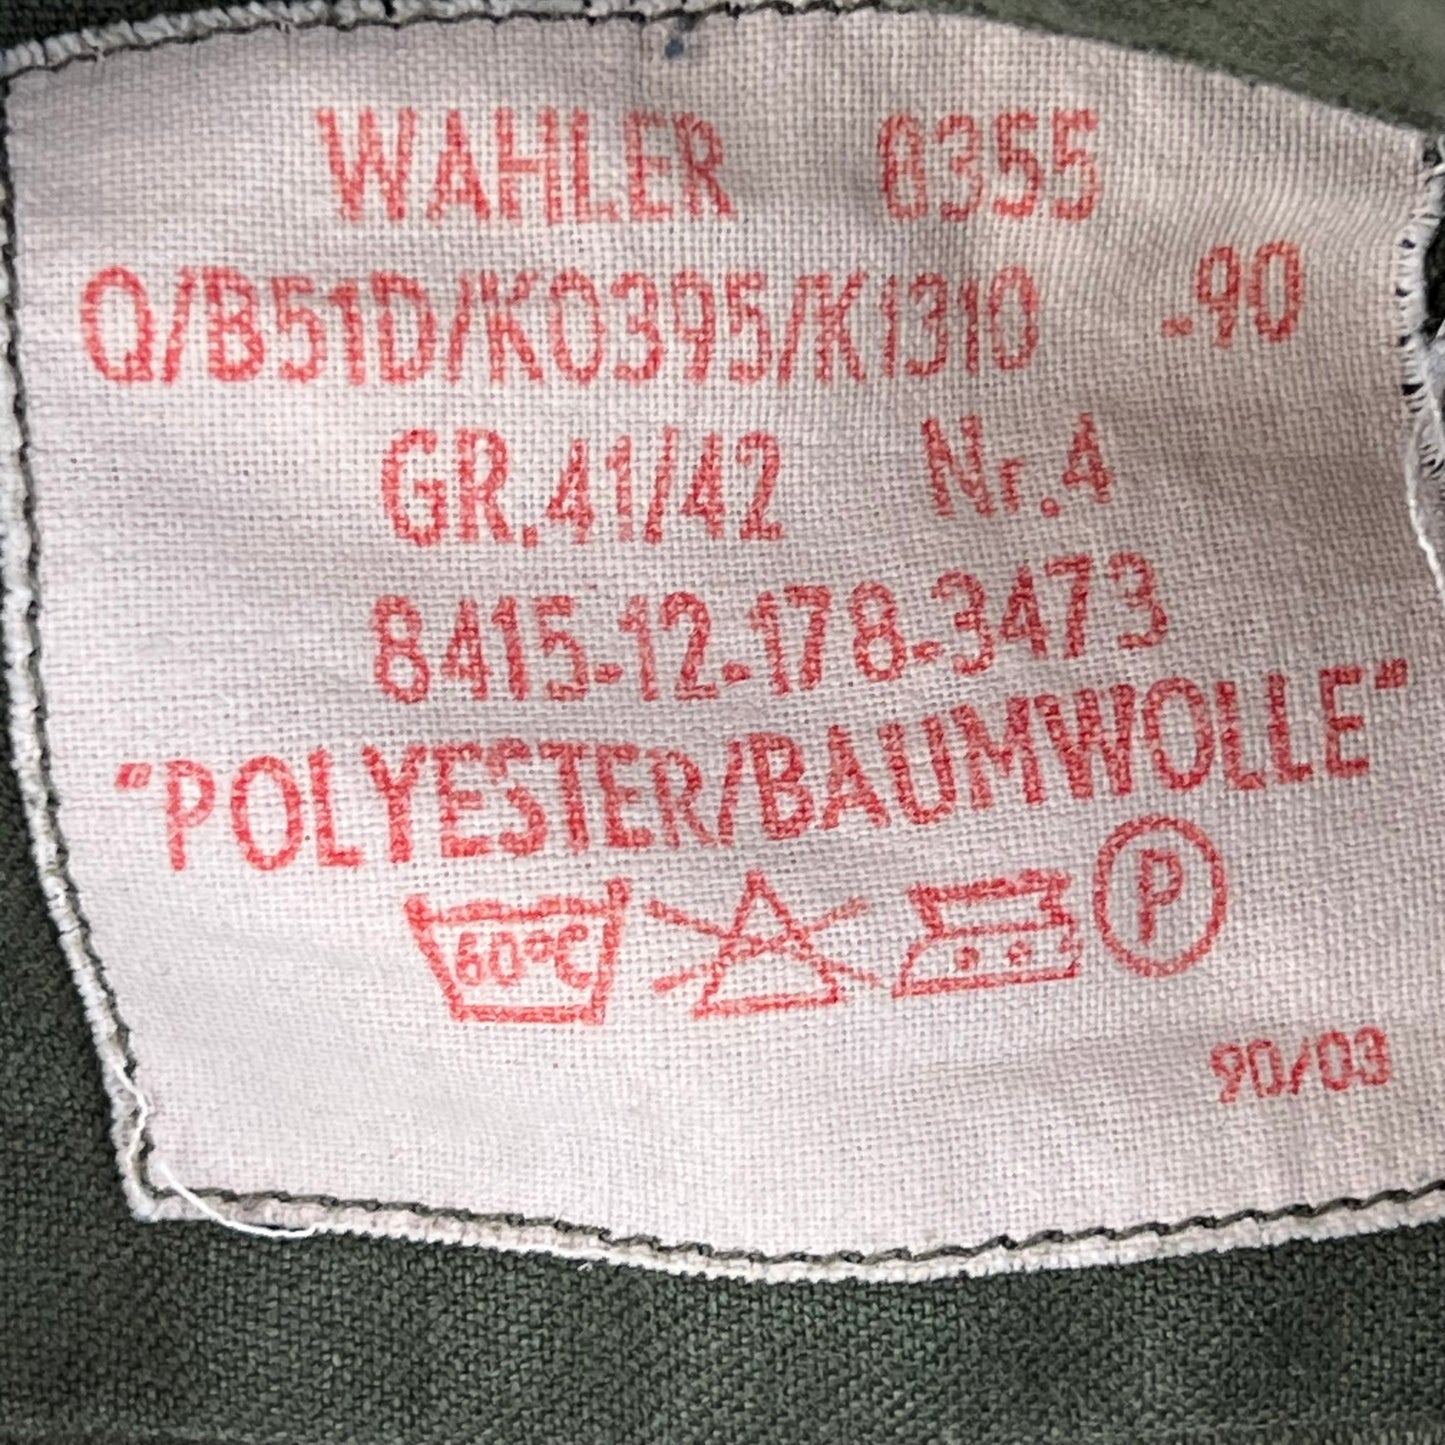 WAHLER 8355
Q/B51D/K0395/K1310 -90
GR.41/42 Nr.4
8415-12-178-3473
"POLYESTER/BAUMWOLLE"
60°C P
90/03